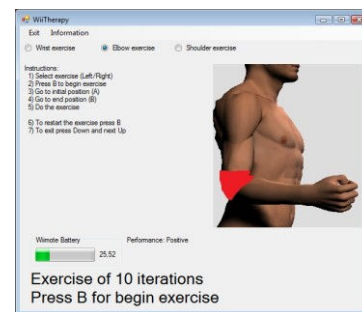 WiiTherapy
Exit Information
Wrist exercise Elbow exercise Shoulder exercise
Instructions:
1) Select exercise (Left/Right)
2) Press B to begin exercise
3) Go to initial position (A)
4) Go to end position (B)
5) Do the exercise
6) To restart the exercise press B
7) To exit press Down and next Up
Wiimote Battery Performance: Positive
25,52
Exercise of 10 iterations
Press B for begin exercise